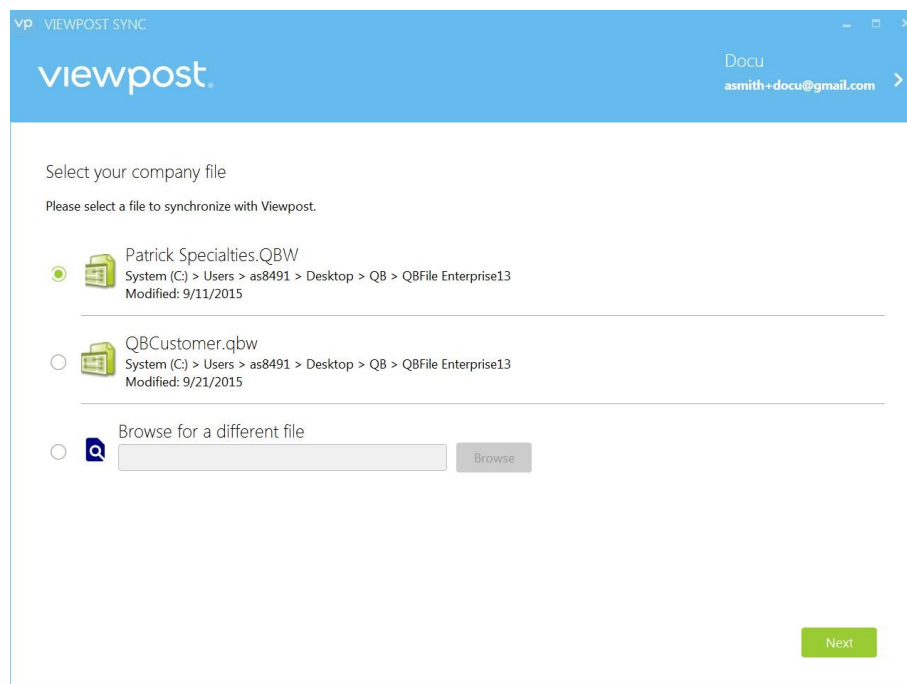 vp VIEWPOST SYNC
viewpost.
Docu
asmith+docu@gmail.com
Select your company file
Please select a file to synchronize with Viewpost.
Patrick Specialties.QBW
System (C:) > Users > as8491 > Desktop > QB > QBFile Enterprise13
Modified: 9/11/2015
QBCustomer.qbw
System (C:) > Users > as8491 > Desktop > QB > QBFile Enterprise13
Modified: 9/21/2015
Browse for a different file
Browse
Next